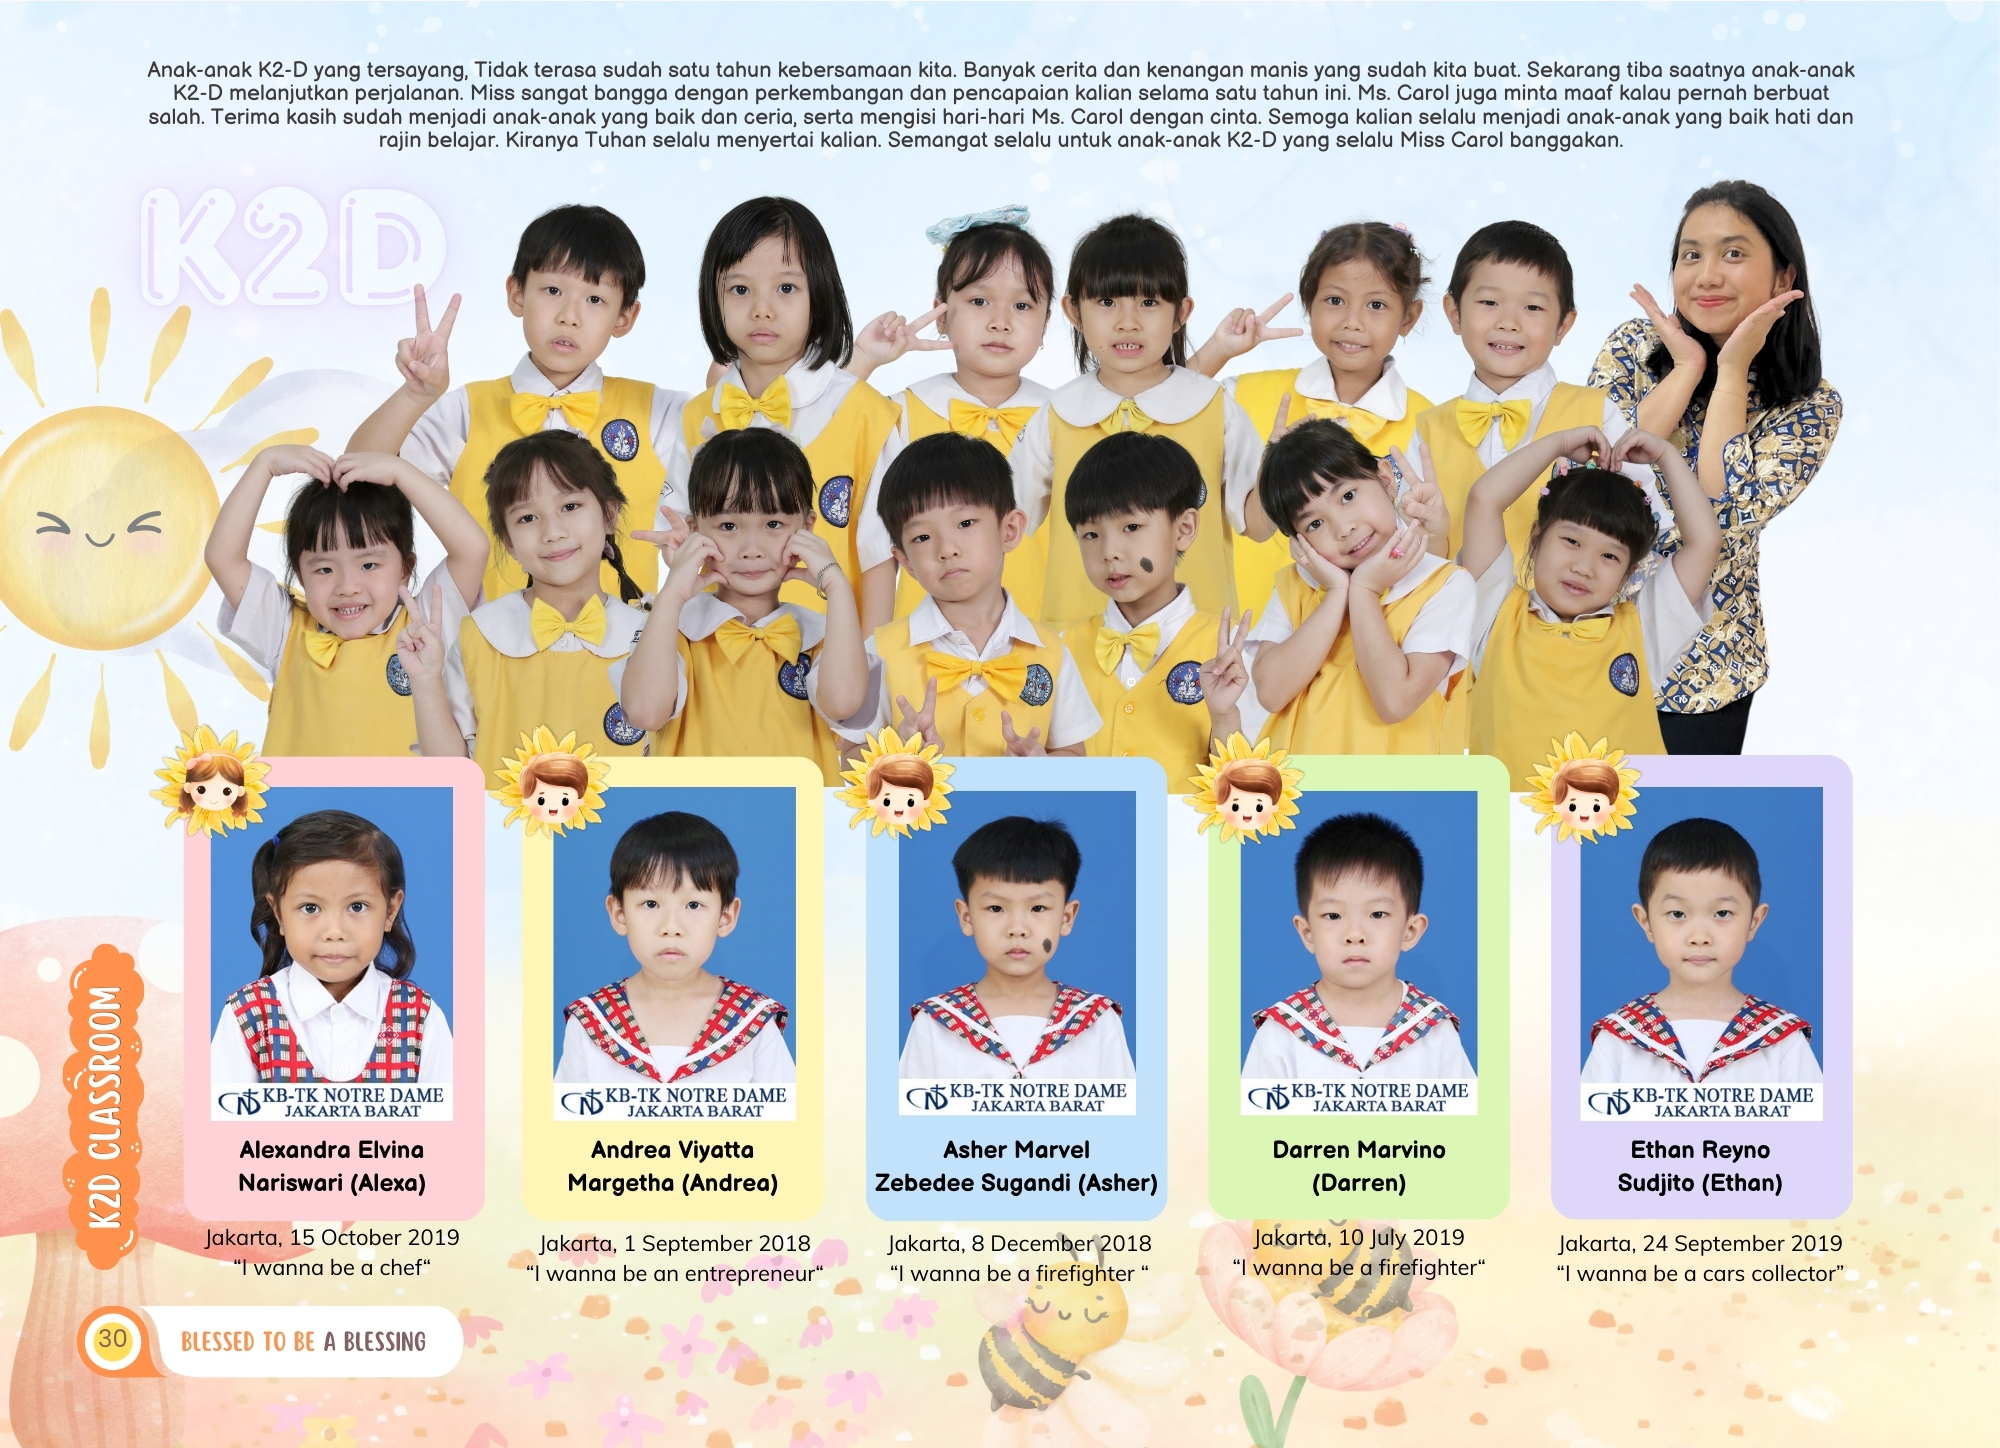 Anak-anak K2-D yang tersayang, Tidak terasa sudah satu tahun kebersamaan kita. Banyak cerita dan kenangan manis yang sudah kita buat. Sekarang tiba saatnya anak-anak
K2-D melanjutkan perjalanan. Miss sangat bangga dengan perkembangan dan pencapaian kalian selama satu tahun ini. Ms. Carol juga minta maaf kalau pernah berbuat
salah. Terima kasih sudah menjadi anak-anak yang baik dan ceria, serta mengisi hari-hari Ms. Carol dengan cinta. Semoga kalian selalu menjadi anak-anak yang baik hati dan
rajin belajar. Kiranya Tuhan selalu menyertai kalian. Semangat selalu untuk anak-anak K2-D yang selalu Miss Carol banggakan.
K2D
K2D CLASSROOM
KB-TK NOTRE DAME
JAKARTA BARAT
Alexandra Elvina
Nariswari (Alexa)
Jakarta, 15 October 2019
“I wanna be a chef“
KB-TK NOTRE DAME
JAKARTA BARAT
Andrea Viyatta
Margetha (Andrea)
Jakarta, 1 September 2018
“I wanna be an entrepreneur“
KB-TK NOTRE DAME
JAKARTA BARAT
Asher Marvel
Zebedee Sugandi (Asher)
Jakarta, 8 December 2018
“I wanna be a firefighter “
KB-TK NOTRE DAME
JAKARTA BARAT
Darren Marvino
(Darren)
Jakarta, 10 July 2019
“I wanna be a firefighter“
KB-TK NOTRE DAME
JAKARTA BARAT
Ethan Reyno
Sudjito (Ethan)
Jakarta, 24 September 2019
“I wanna be a cars collector”
30
BLESSED TO BE A BLESSING